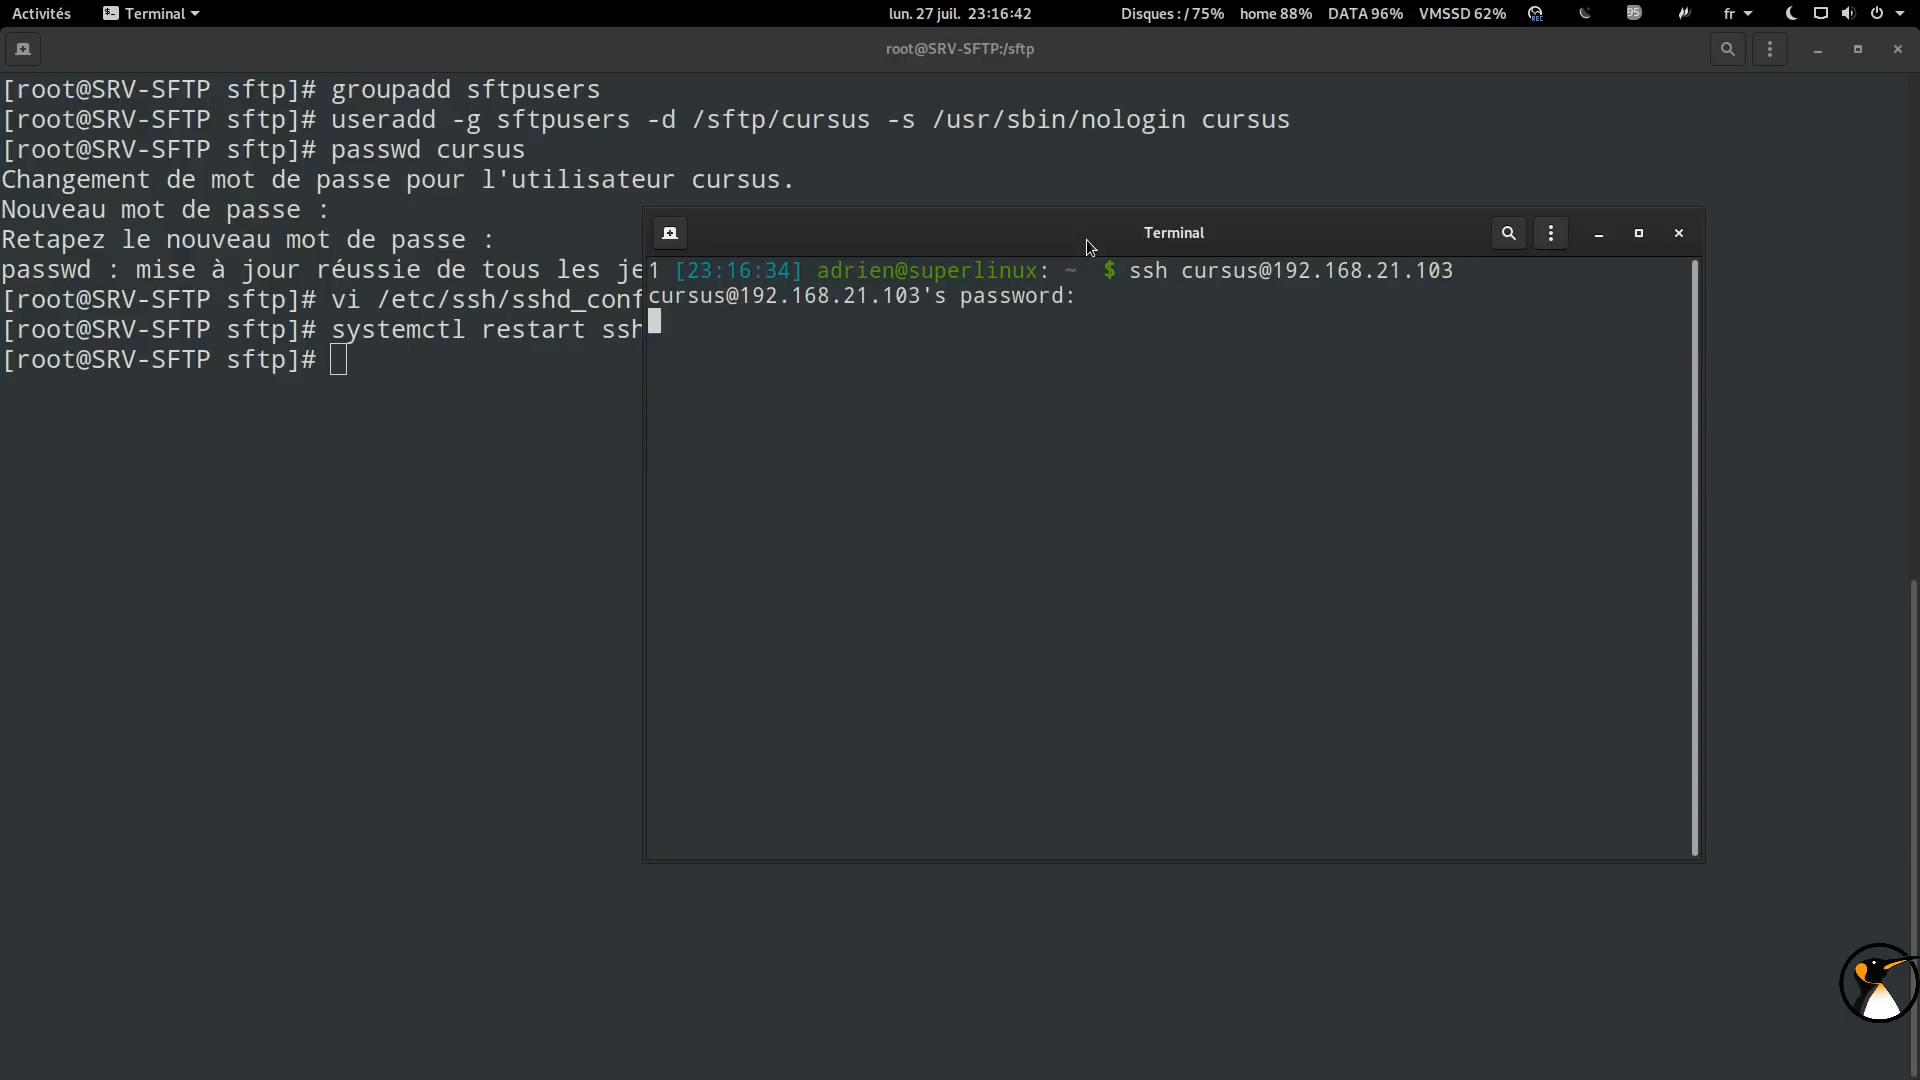 Activités Terminal lun. 27 juil. 23:16:42 Disques : / 75% home 88% DATA 96% VMSSD 62% REC 95 fr
root@SRV-SFTP:/sftp
[root@SRV-SFTP sftp]# groupadd sftpusers
[root@SRV-SFTP sftp]# useradd -g sftpusers -d /sftp/cursus -s /usr/sbin/nologin cursus
[root@SRV-SFTP sftp]# passwd cursus
Changement de mot de passe pour l'utilisateur cursus.
Nouveau mot de passe :
Retapez le nouveau mot de passe :
passwd : mise à jour réussie de tous les je
[root@SRV-SFTP sftp]# vi /etc/ssh/sshd_conf
[root@SRV-SFTP sftp]# systemctl restart ssh
[root@SRV-SFTP sftp]#
Terminal
1 [23:16:34] adrien@superlinux: ~ $ ssh cursus@192.168.21.103
cursus@192.168.21.103's password: